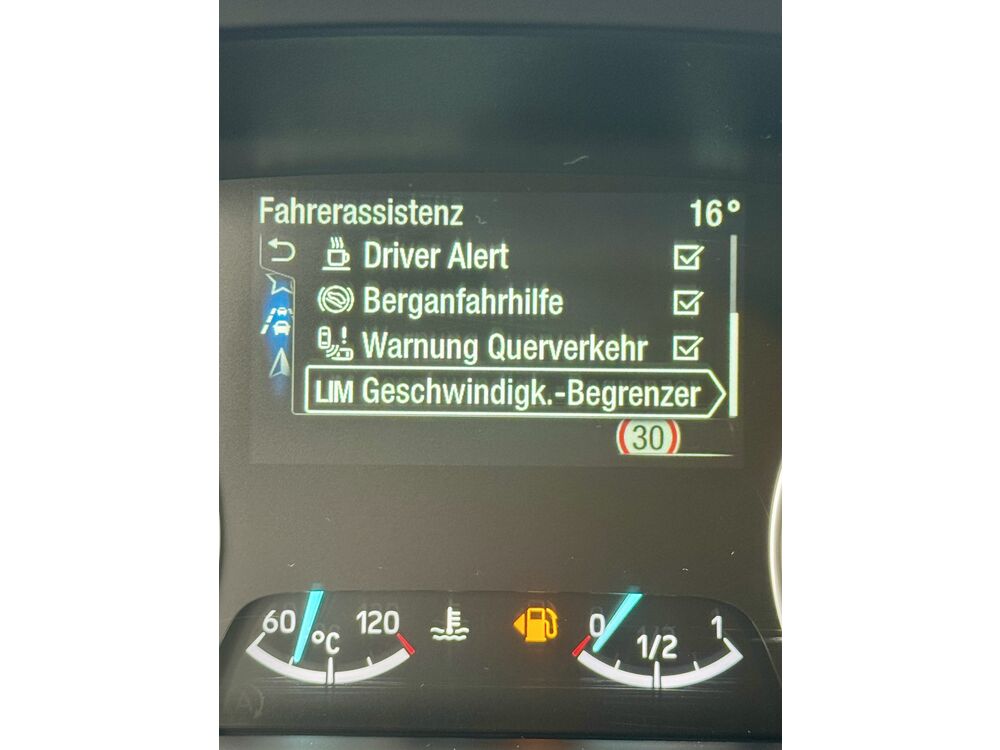 Fahrerassistenz 16°
Driver Alert
Berganfahrhilfe
Warnung Querverkehr
LIM Geschwindigk.-Begrenzer
30
60 °C 120
0 1/2 1